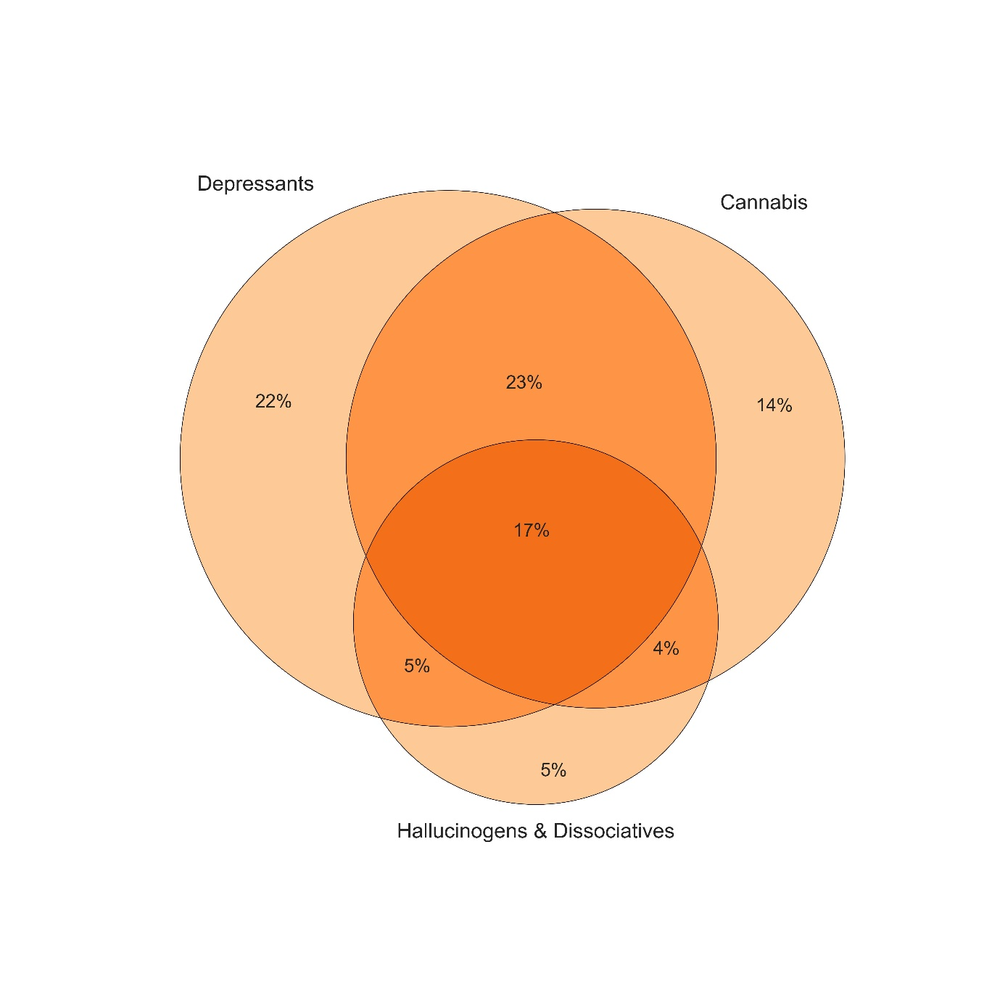 Depressants
Cannabis
23%
22%
14%
17%
4%
5%
5%
Hallucinogens & Dissociatives